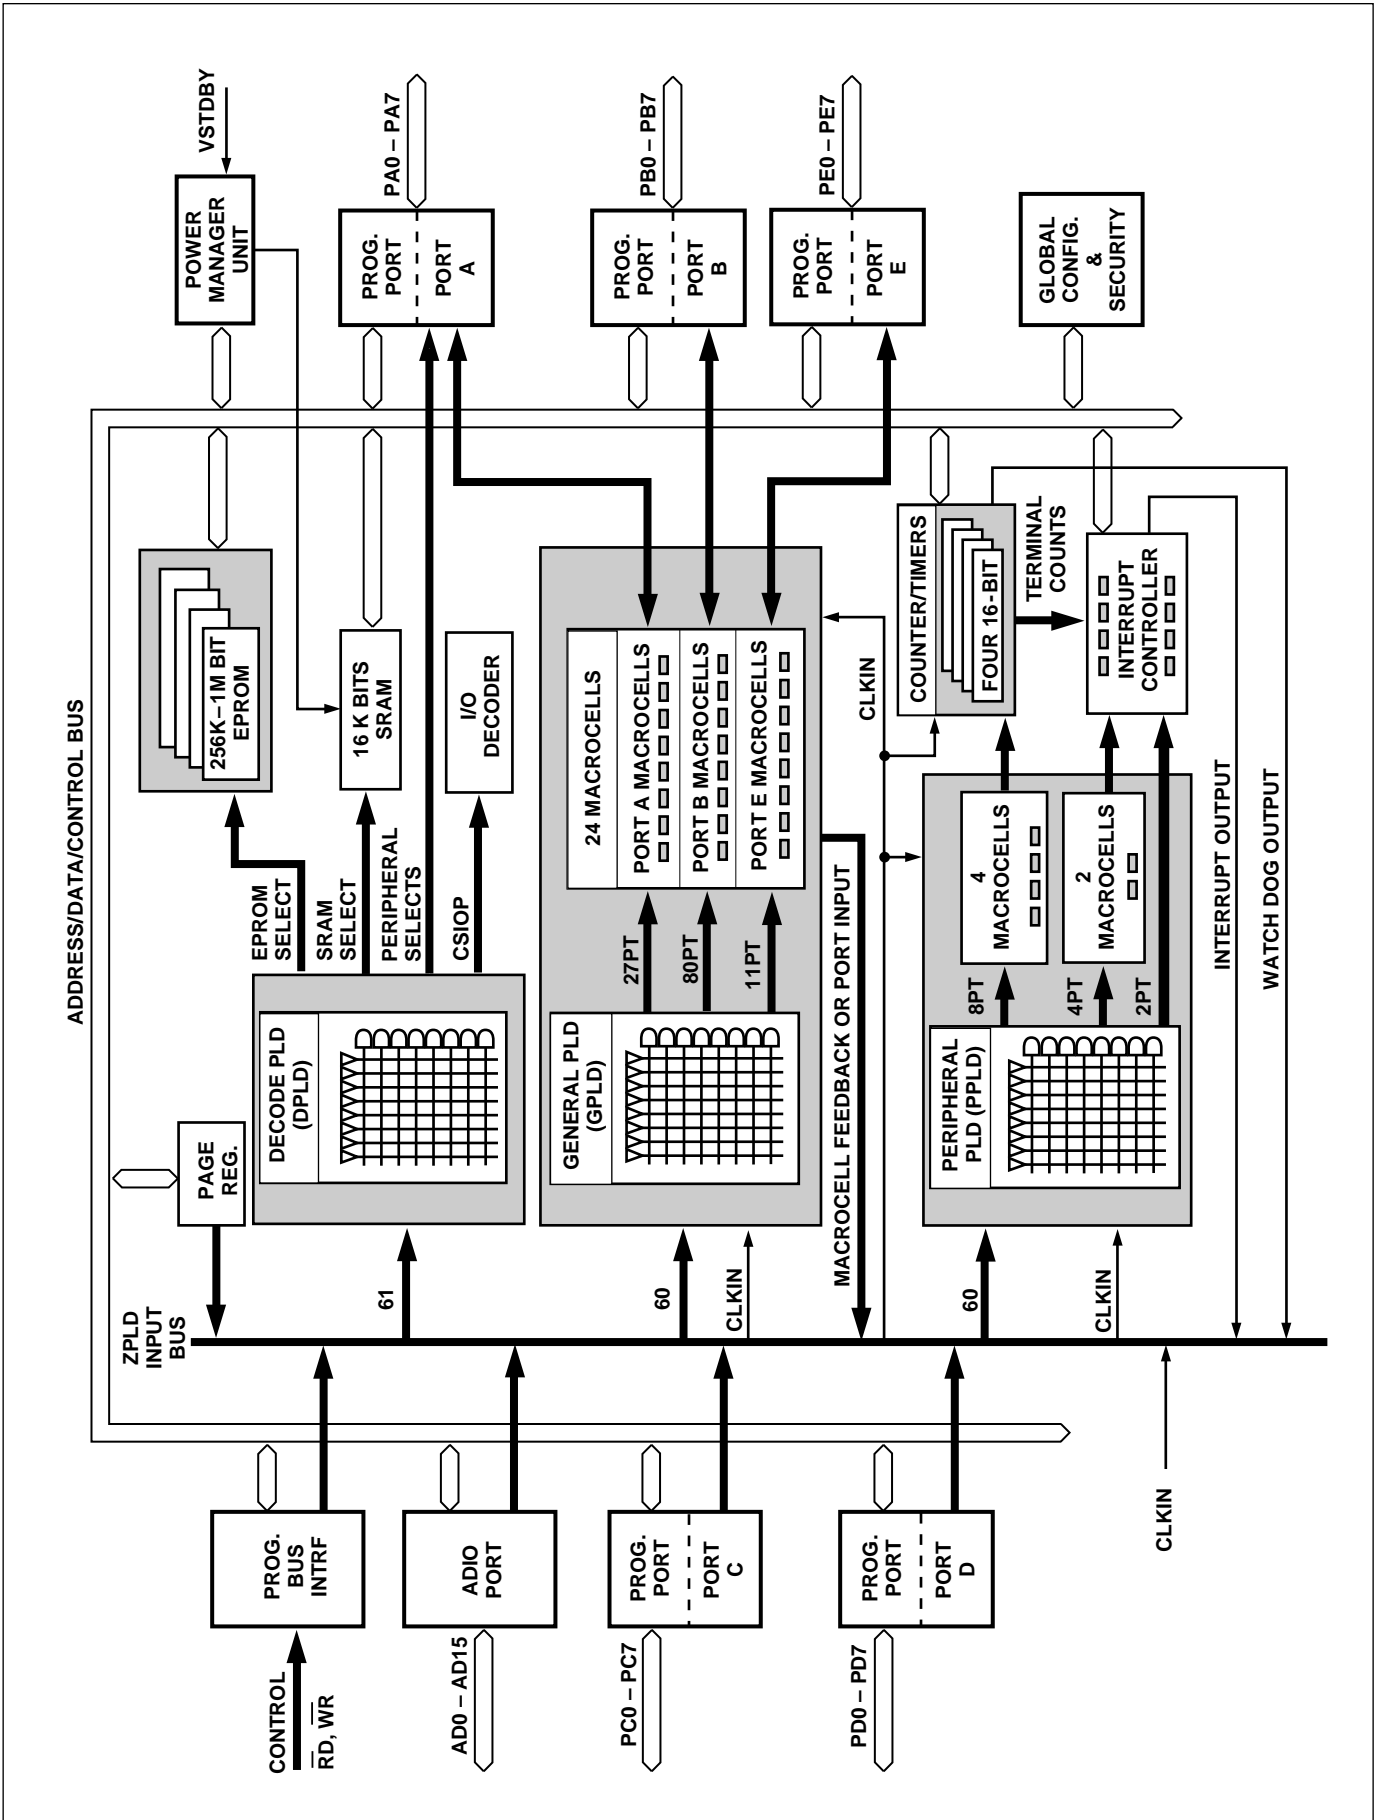 ADDRESS/DATA/CONTROL BUS
CONTROL
RD, WR
PROG.
BUS
INTRF
AD0 – AD15
ADIO
PORT
PC0 – PC7
PROG.
PORT
PORT
C
PD0 – PD7
PROG.
PORT
PORT
D
CLKIN
ZPLD
INPUT
BUS
PAGE
REG.
61
DECODE PLD
(DPLD)
EPROM
SELECT
SRAM
SELECT
PERIPHERAL
SELECTS
CSIOP
256K–1M BIT
EPROM
16 K BITS
SRAM
I/O
DECODER
60
CLKIN
GENERAL PLD
(GPLD)
27PT
80PT
11PT
24 MACROCELLS
PORT A MACROCELLS
PORT B MACROCELLS
PORT E MACROCELLS
MACROCELL FEEDBACK OR PORT INPUT
CLKIN
60
CLKIN
PERIPHERAL
PLD (PPLD)
8PT
4PT
2PT
4
MACROCELLS
2
MACROCELLS
COUNTER/TIMERS
FOUR 16-BIT
TERMINAL
COUNTS
INTERRUPT
CONTROLLER
INTERRUPT OUTPUT
WATCH DOG OUTPUT
POWER
MANAGER
UNIT
VSTDBY
PROG.
PORT
PORT
A
PA0 – PA7
PROG.
PORT
PORT
B
PB0 – PB7
PROG.
PORT
PORT
E
PE0 – PE7
GLOBAL
CONFIG.
&
SECURITY